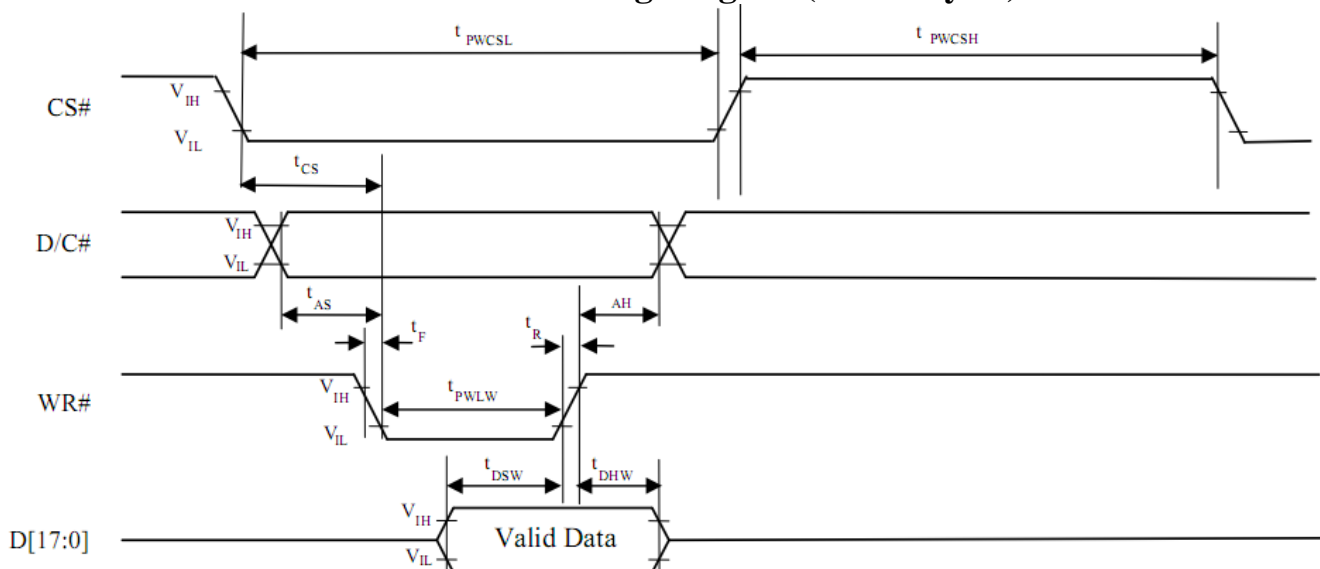 t PWCSL
t PWCSH
CS#
V IH
V IL
t CS
D/C#
V IH
V IL
t AS
AH
t F
t R
WR#
V IH
V IL
t PWLW
t DSW
t DHW
D[17:0]
V IH
V IL
Valid Data